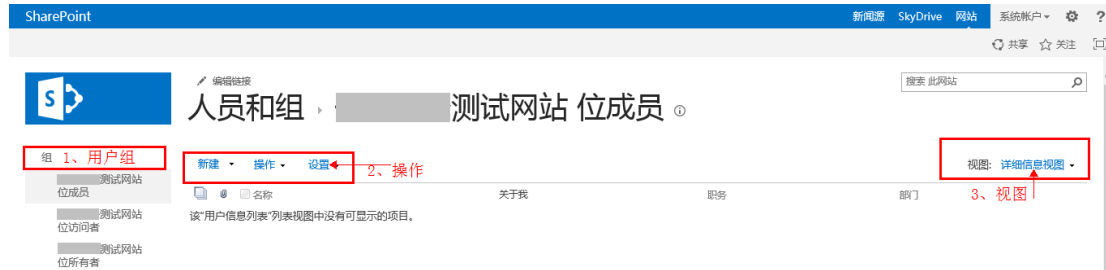 SharePoint 新闻源 SkyDrive 网站 系统帐户 ?
共享 关注
编辑链接
搜索 此网站
S
人员和组 测试网站 位成员
组 1、用户组
新建 操作 设置 2、操作
视图: 详细信息视图
3、视图
名称 关于我 职务 部门
该“用户信息列表”列表视图中没有可显示的项目。
测试网站
位成员
测试网站
位访问者
测试网站
位所有者